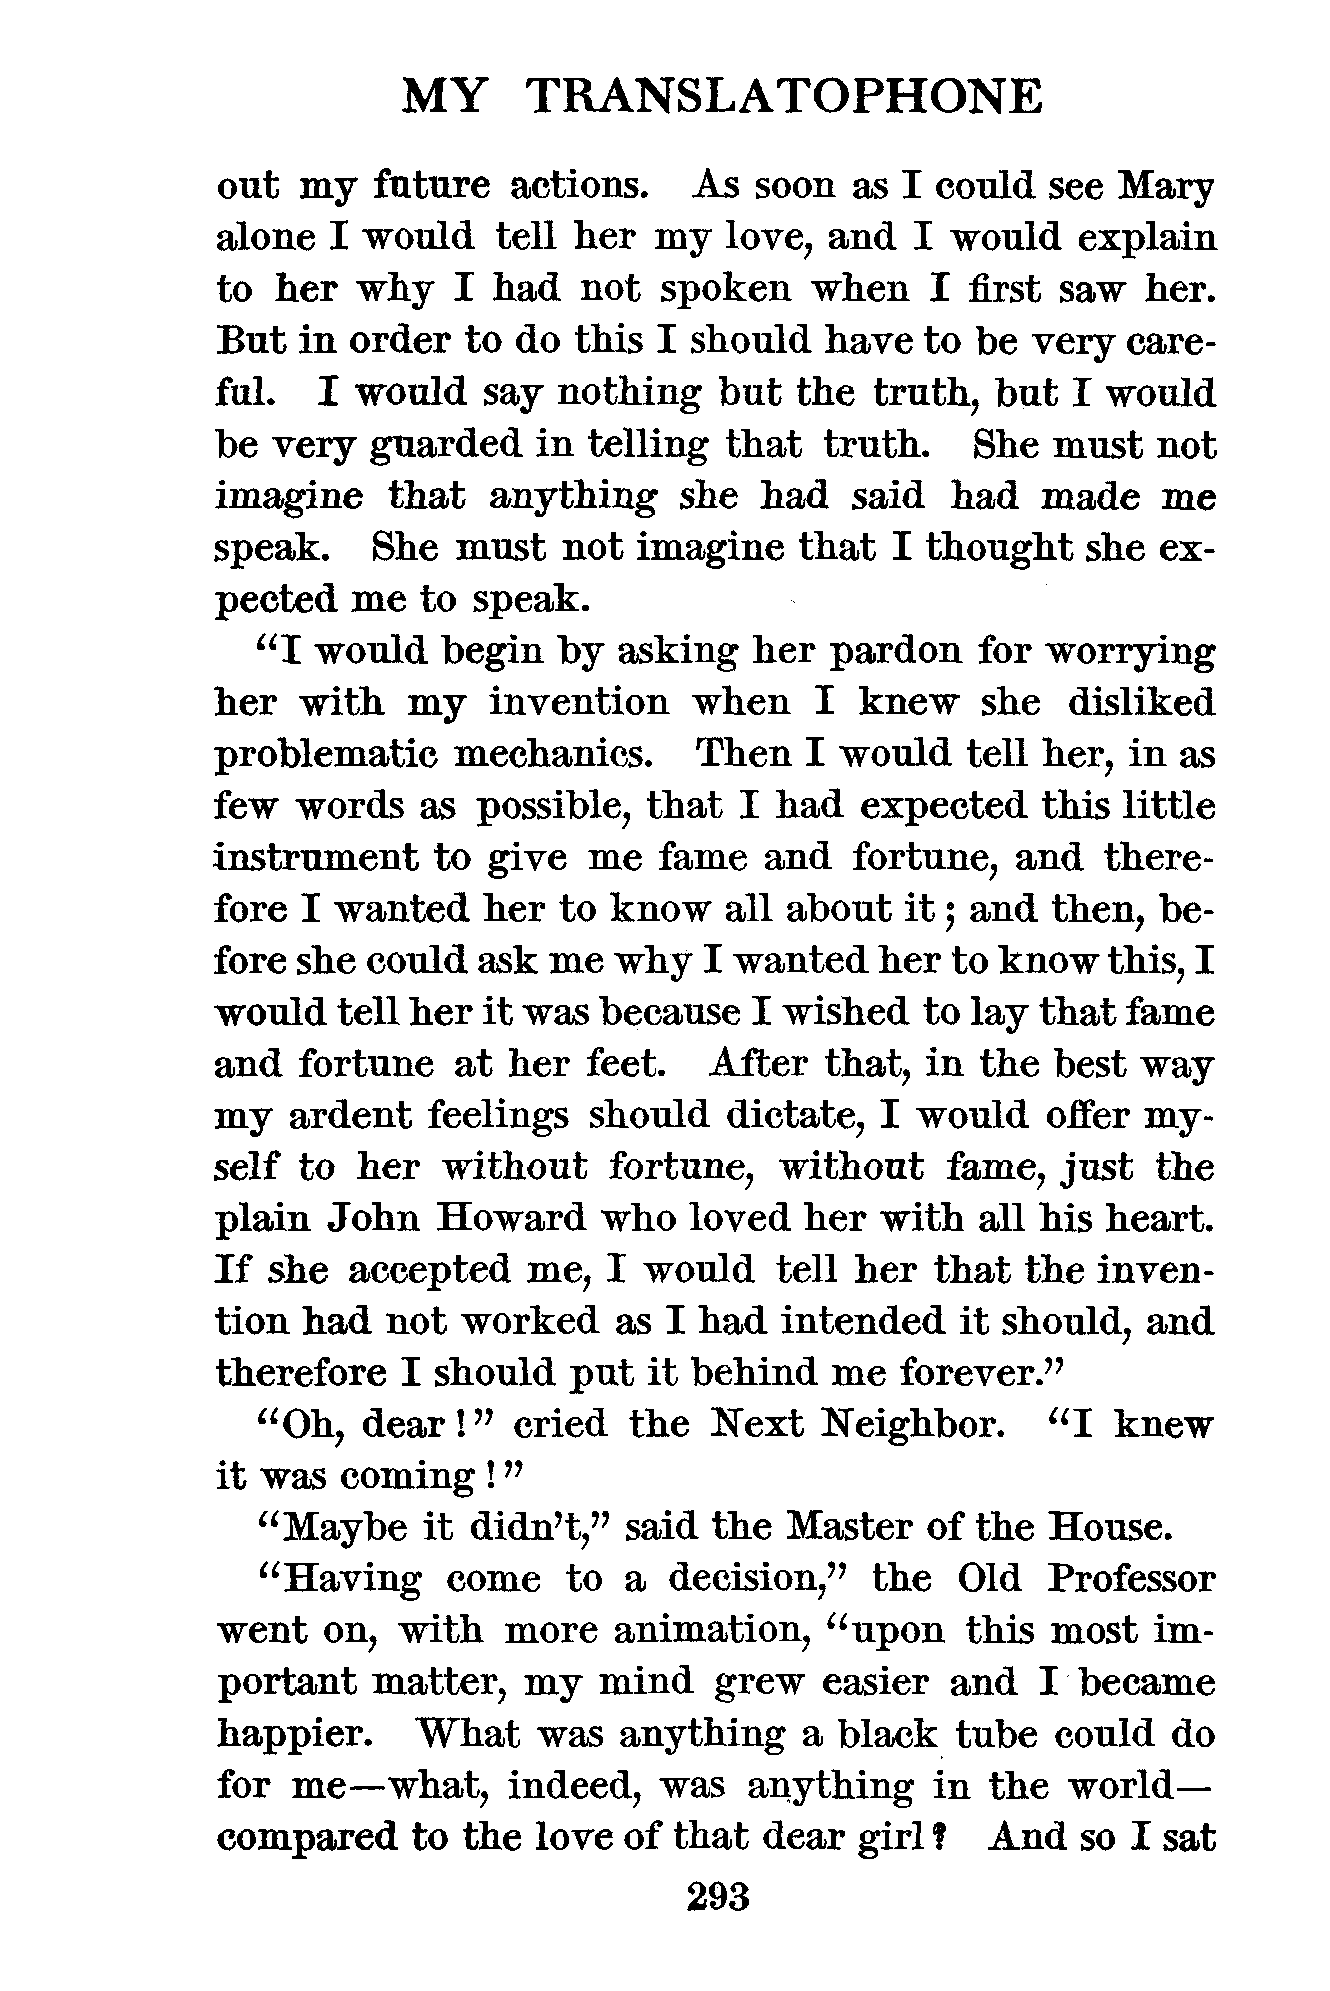 MY TRANSLATOPHONE
out my future actions. As soon as I could see Mary
alone I would tell her my love, and I would explain
to her why I had not spoken when I first saw her.
But in order to do this I should have to be very care-
ful. I would say nothing but the truth, but I would
be very guarded in telling that truth. She must not
imagine that anything she had said had made me
speak. She must not imagine that I thought she ex-
pected me to speak.
“I would begin by asking her pardon for worrying
her with my invention when I knew she disliked
problematic mechanics. Then I would tell her, in as
few words as possible, that I had expected this little
instrument to give me fame and fortune, and there-
fore I wanted her to know all about it; and then, be-
fore she could ask me why I wanted her to know this, I
would tell her it was because I wished to lay that fame
and fortune at her feet. After that, in the best way
my ardent feelings should dictate, I would offer my-
self to her without fortune, without fame, just the
plain John Howard who loved her with all his heart.
If she accepted me, I would tell her that the inven-
tion had not worked as I had intended it should, and
therefore I should put it behind me forever.”
“Oh, dear!” cried the Next Neighbor. “I knew
it was coming!”
“Maybe it didn’t,” said the Master of the House.
“Having come to a decision,” the Old Professor
went on, with more animation, “upon this most im-
portant matter, my mind grew easier and I became
happier. What was anything a black tube could do
for me—what, indeed, was anything in the world—
compared to the love of that dear girl? And so I sat
293